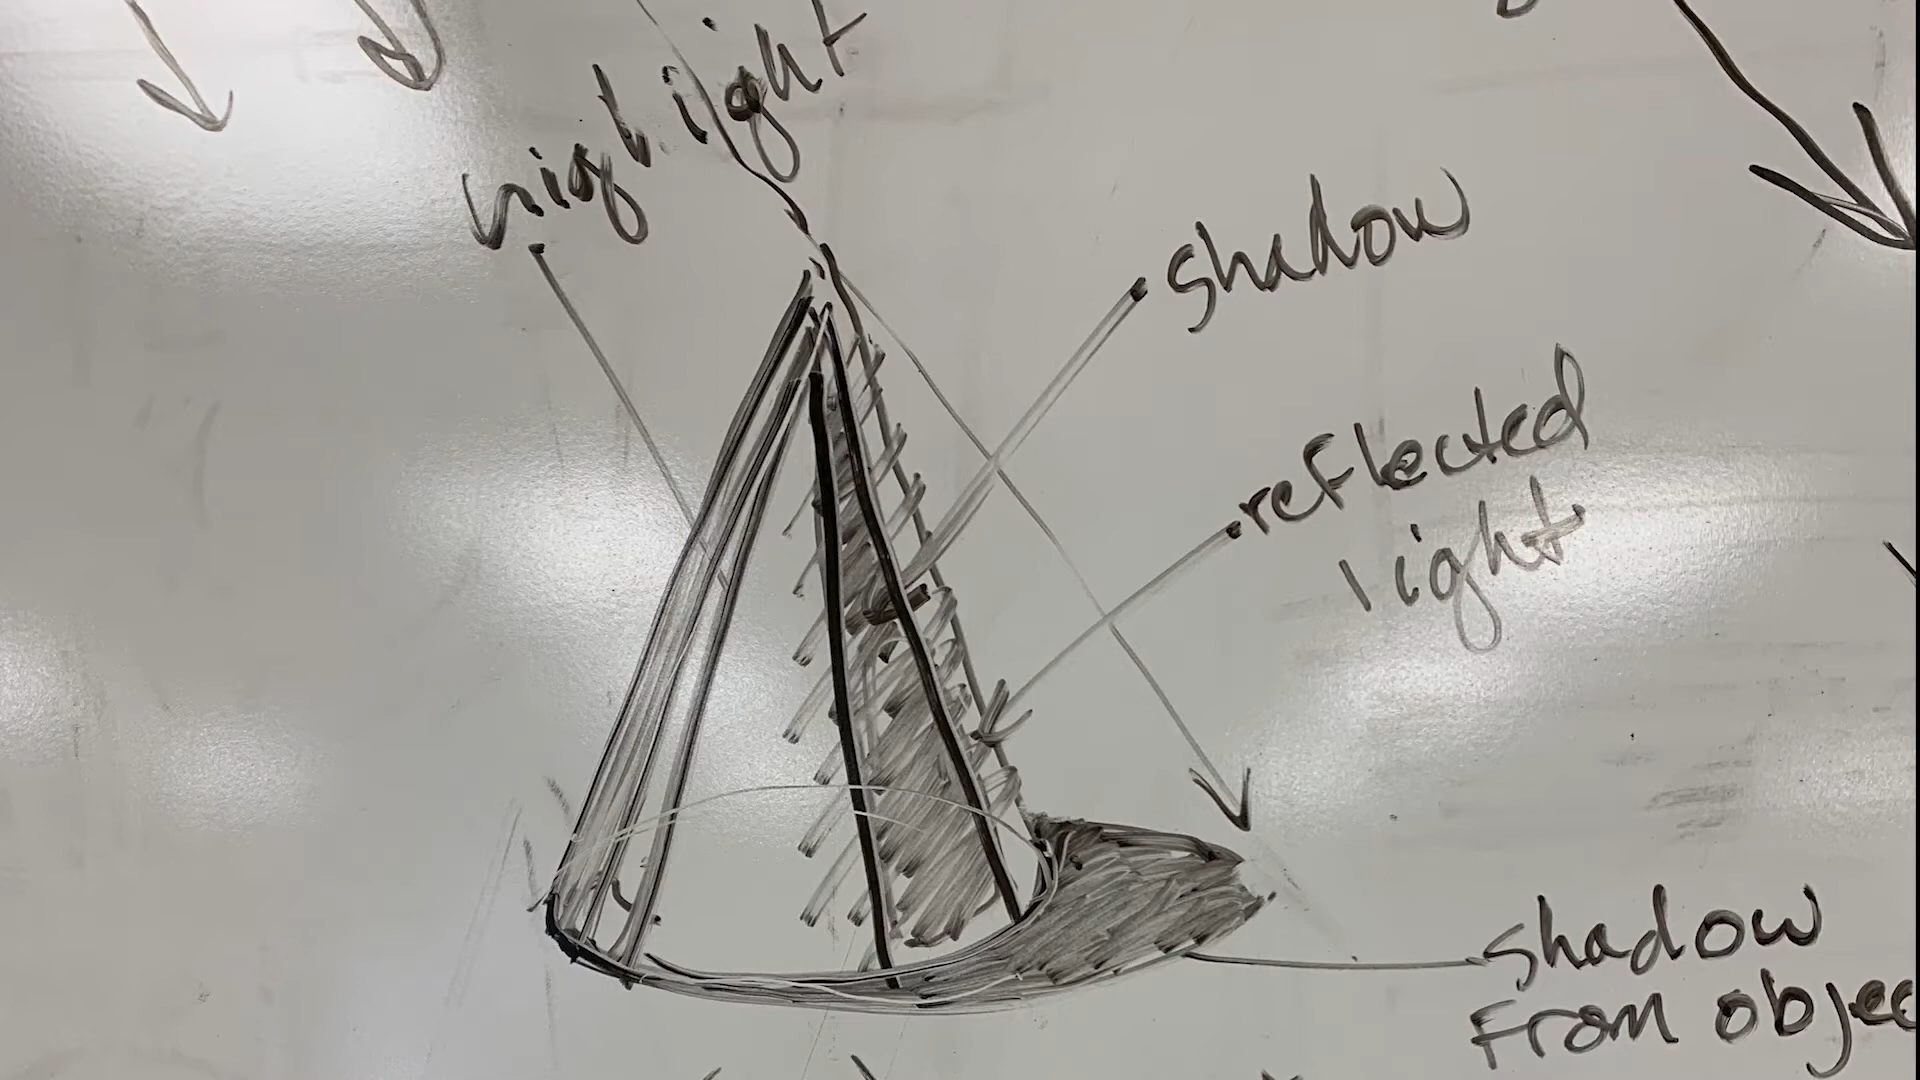 highlight
shadow
reflected
light
shadow
From objec